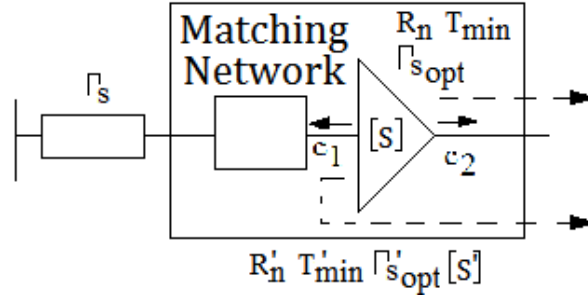 Matching
Network
Rn Tmin
Γsopt
Γs
[S]
c1
c2
R'n T'min Γ's'opt [S']